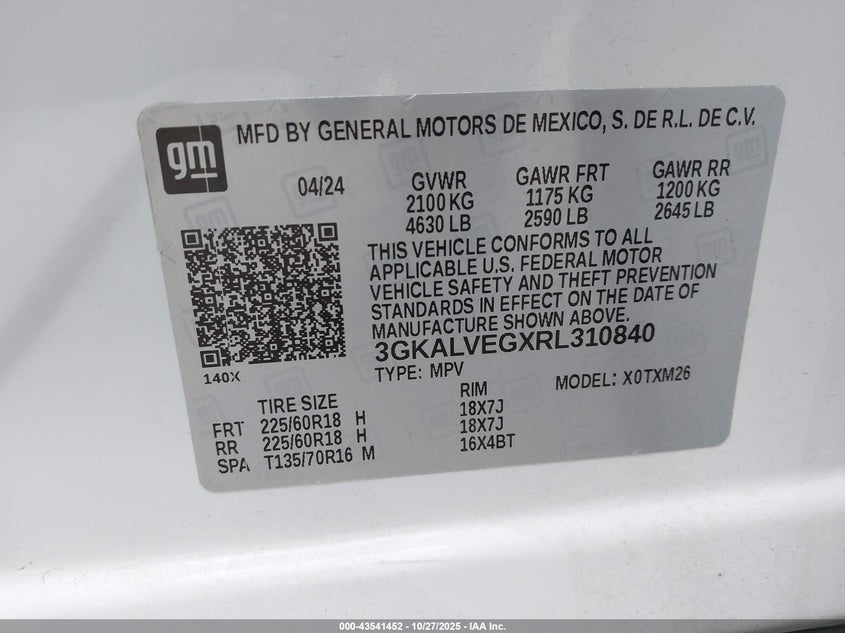 gm
MFD BY GENERAL MOTORS DE MEXICO, S. DE R.L. DE C.V.
04/24
GVWR
2100 KG
4630 LB
GAWR FRT
1175 KG
2590 LB
GAWR RR
1200 KG
2645 LB
THIS VEHICLE CONFORMS TO ALL
APPLICABLE U.S. FEDERAL MOTOR
VEHICLE SAFETY AND THEFT PREVENTION
STANDARDS IN EFFECT ON THE DATE OF
MANUFACTURE SHOWN ABOVE.
3GKALVEGXRL310840
140X
TYPE: MPV
MODEL: X0TXM26
TIRE SIZE RIM
FRT 225/60R18 H 18X7J
RR 225/60R18 H 18X7J
SPA T135/70R16 M 16X4BT
000-43541452 - 10/27/2025 - IAA Inc.